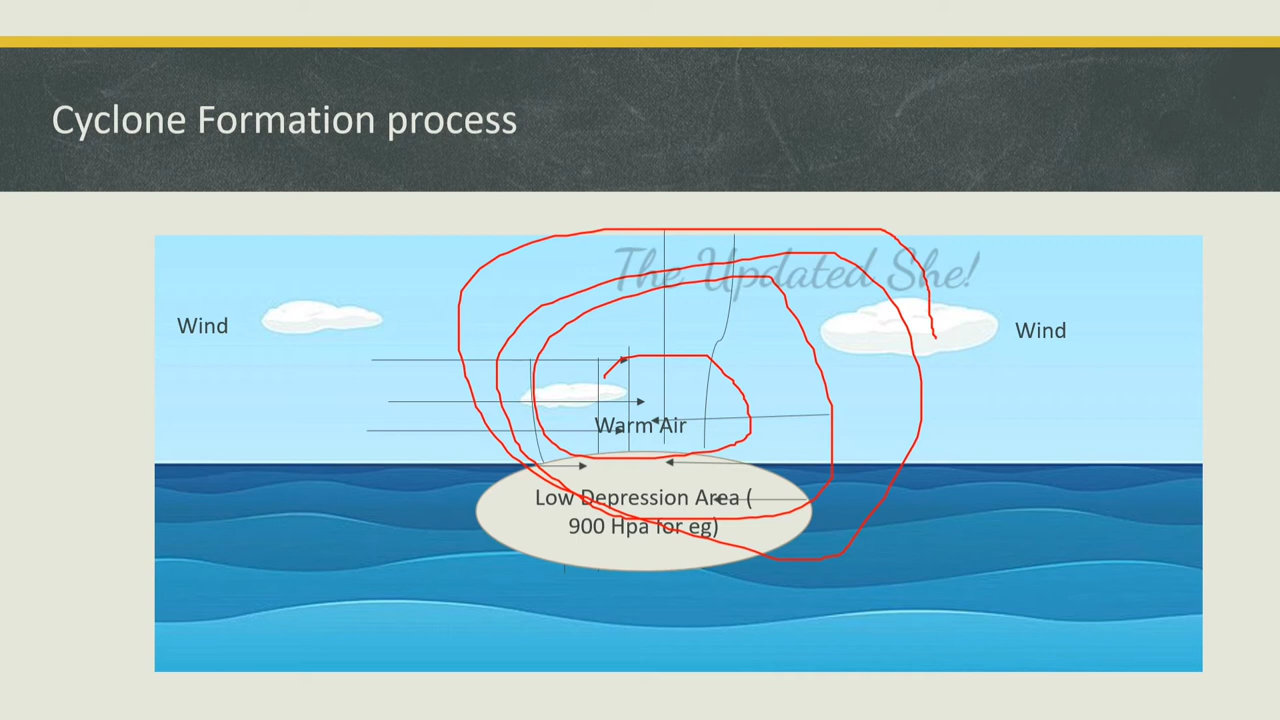 Cyclone Formation process
The Updated She!
Wind
Wind
Warm Air
Low Depression Area (
900 Hpa for eg)